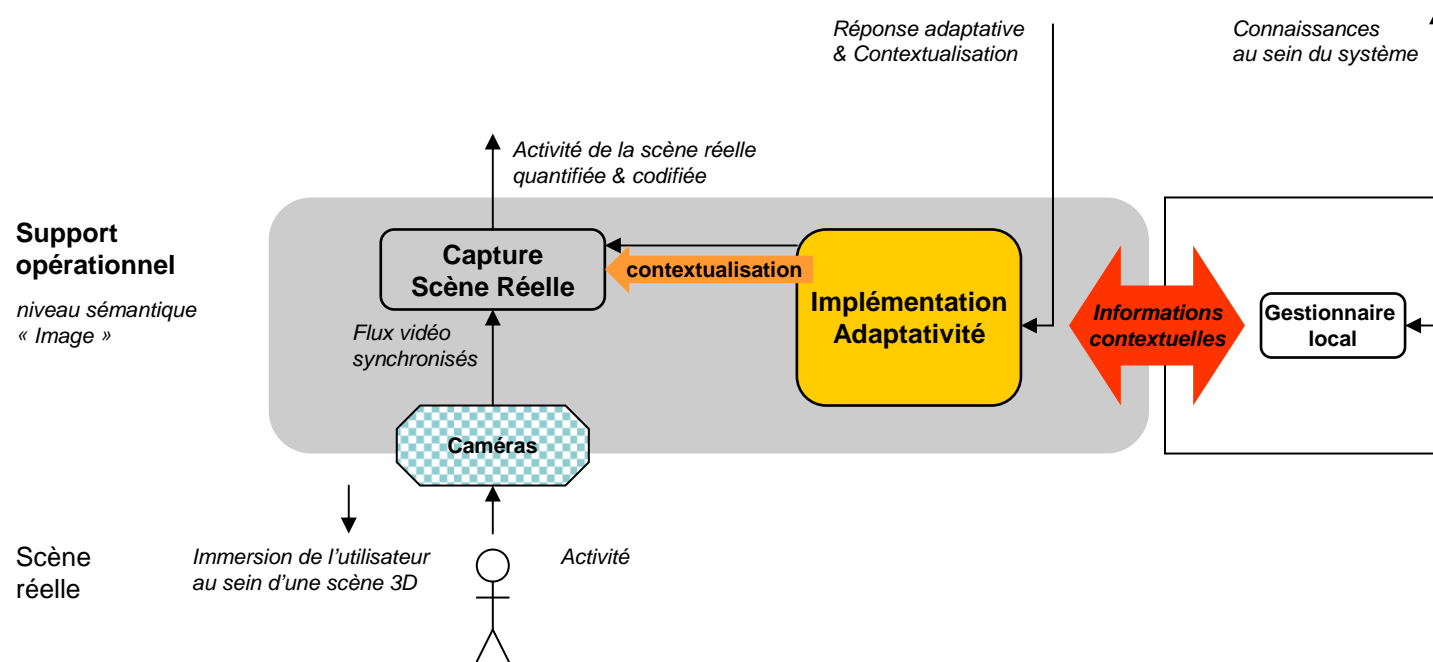 Réponse adaptative
& Contextualisation
Connaissances
au sein du système
Activité de la scène réelle
quantifiée & codifiée
Support
opérationnel
niveau sémantique
« Image »
Capture
Scène Réelle
contextualisation
Implémentation
Adaptativité
Informations
contextuelles
Gestionnaire
local
Flux vidéo
synchronisés
Caméras
Scène
réelle
Immersion de l’utilisateur
au sein d’une scène 3D
Activité